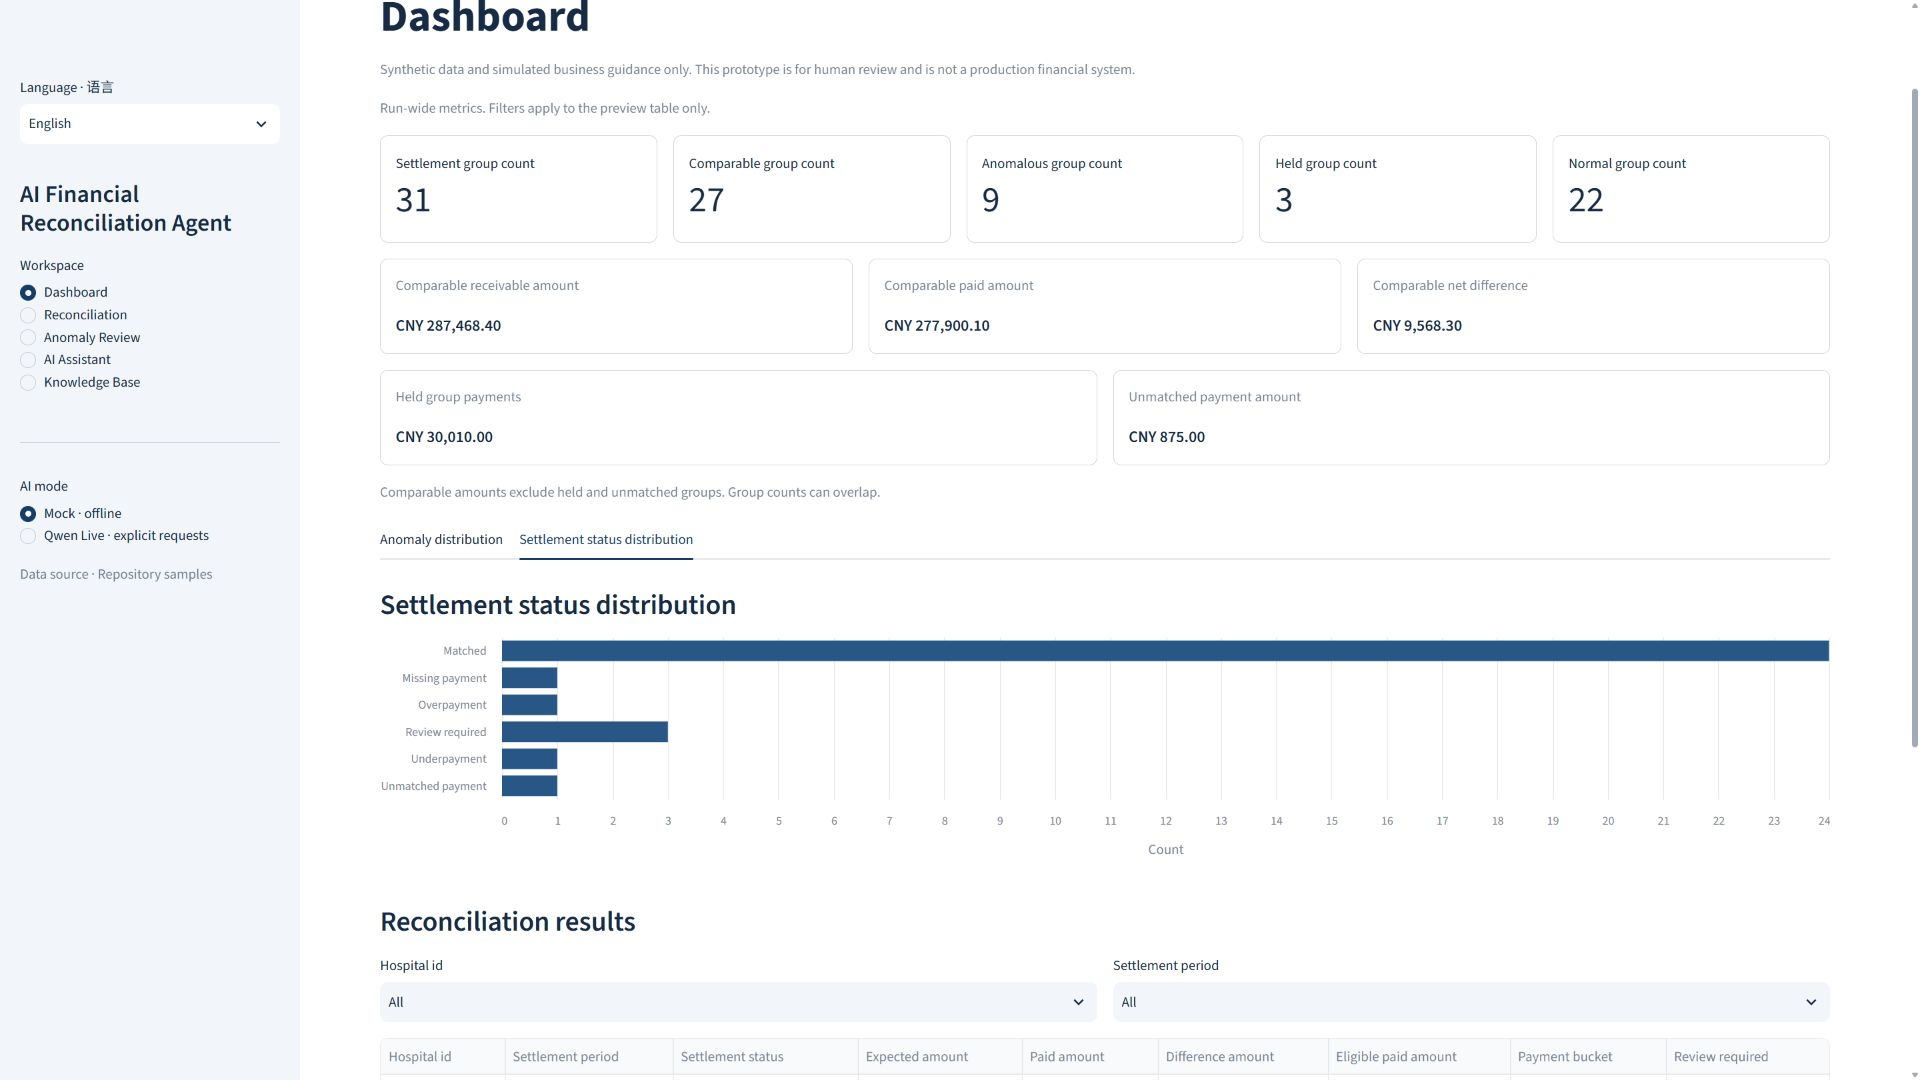 Language · 语言
English
AI Financial
Reconciliation Agent
Workspace
Dashboard
Reconciliation
Anomaly Review
AI Assistant
Knowledge Base
AI mode
Mock · offline
Qwen Live · explicit requests
Data source · Repository samples
Dashboard
Synthetic data and simulated business guidance only. This prototype is for human review and is not a production financial system.
Run-wide metrics. Filters apply to the preview table only.
Settlement group count
31
Comparable group count
27
Anomalous group count
9
Held group count
3
Normal group count
22
Comparable receivable amount
CNY 287,468.40
Comparable paid amount
CNY 277,900.10
Comparable net difference
CNY 9,568.30
Held group payments
CNY 30,010.00
Unmatched payment amount
CNY 875.00
Comparable amounts exclude held and unmatched groups. Group counts can overlap.
Anomaly distribution Settlement status distribution
Settlement status distribution
Matched
Missing payment
Overpayment
Review required
Underpayment
Unmatched payment
0 1 2 3 4 5 6 7 8 9 10 11 12 13 14 15 16 17 18 19 20 21 22 23 24
Count
Reconciliation results
Hospital id
All
Settlement period
All
Hospital id Settlement period Settlement status Expected amount Paid amount Difference amount Eligible paid amount Payment bucket Review required